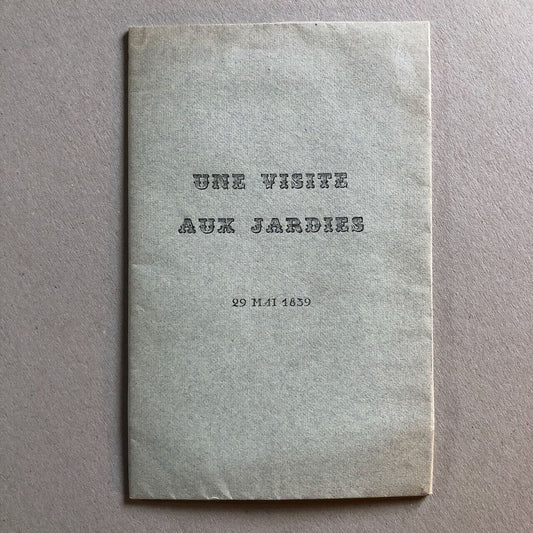 UNE VISITE
AUX JARDIES
29 MAI 1839